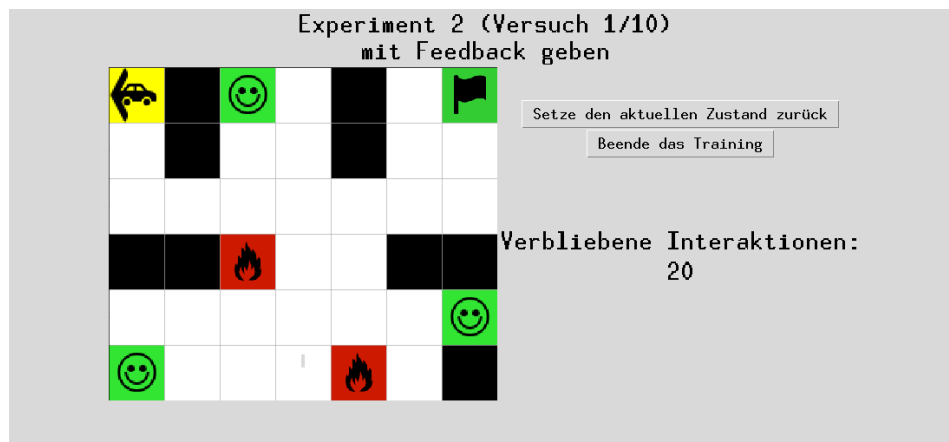 Experiment 2 (Versuch 1/10)
mit Feedback geben
Setze den aktuellen Zustand zurück
Beende das Training
Verbliebene Interaktionen:
20